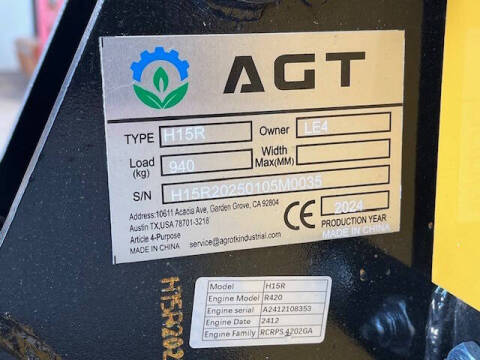 AGT
TYPE H15R Owner LE4
Load (kg) 940 Width Max(MM)
S/N H15R20250105M0035
Address:10611 Acacia Ave, Garden Grove, CA 92804
Austin TX,USA 78701-3218
Article 4-Purpose
MADE IN CHINA service@agrotkindustrial.com
CE 2024
PRODUCTION YEAR
MADE IN CHINA
Model H15R
Engine Model R420
Engine serial A2412108353
Engine Date 2412
Engine Family RCRPS.4202GA